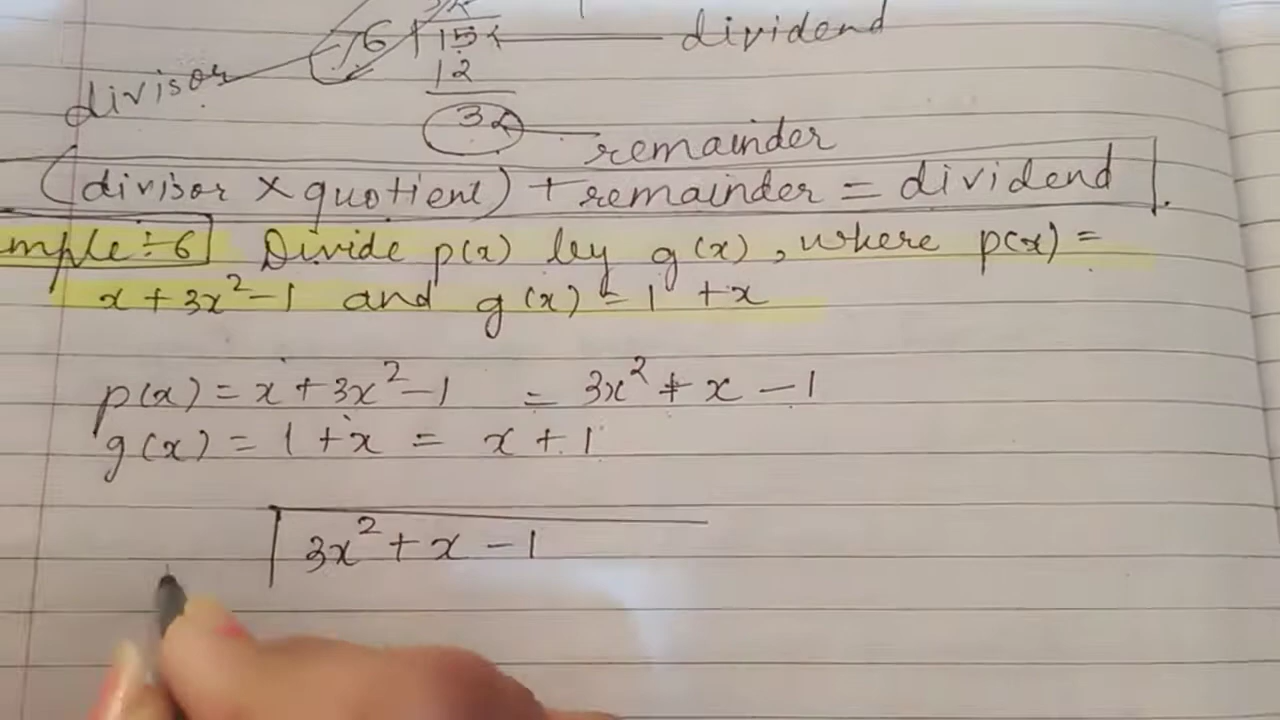 6 15 dividend
divisor
12
3 remainder
(divisor × quotient) + remainder = dividend
mple :- 6 Divide p(x) by g(x), where p(x) =
x + 3x² - 1 and g(x) = 1 + x
p(x) = x + 3x² - 1 = 3x² + x - 1
g(x) = 1 + x = x + 1
3x² + x - 1